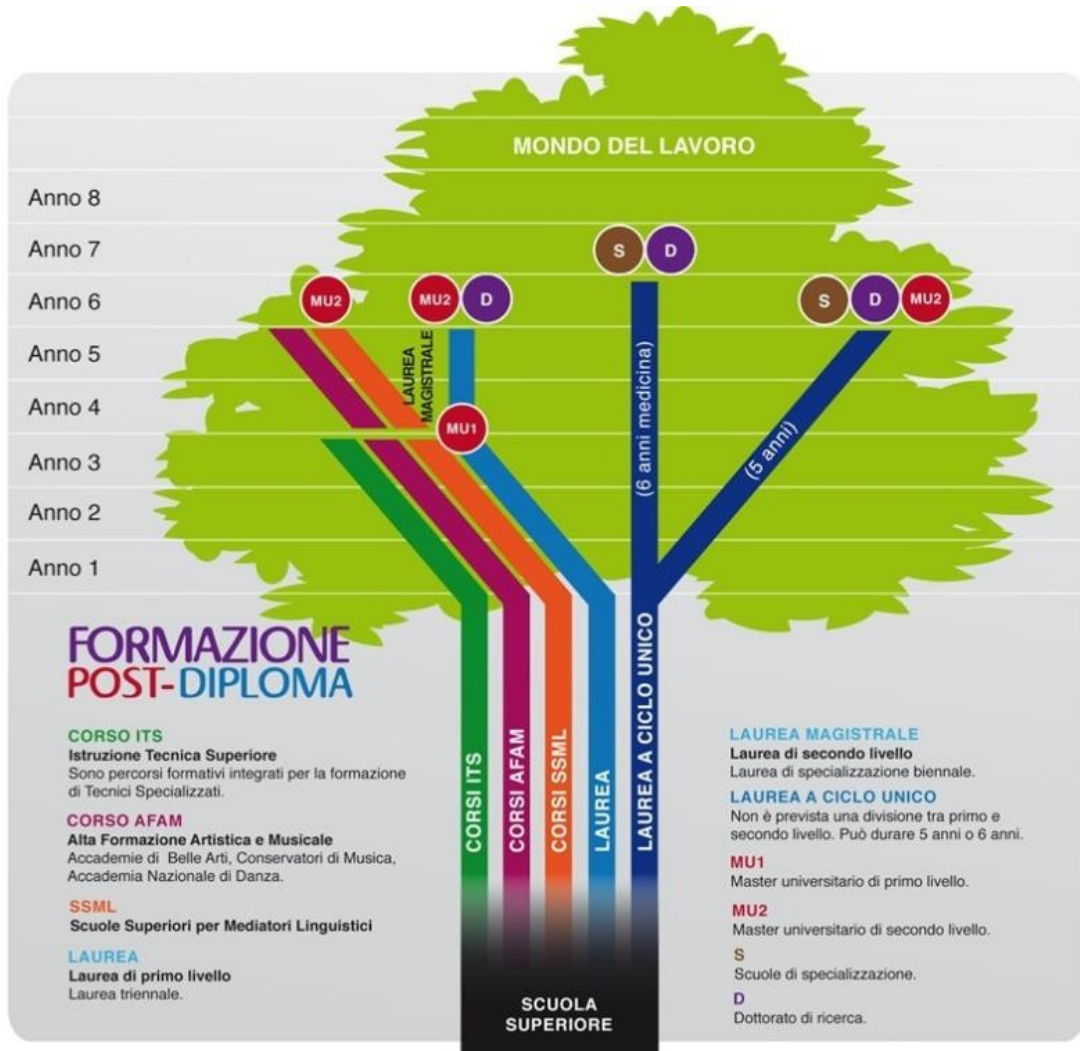 MONDO DEL LAVORO
Anno 8
Anno 7
S
D
Anno 6
MU2
MU2
D
S
D
MU2
Anno 5
LAUREA
MAGISTRALE
Anno 4
MU1
(6 anni medicina)
(5 anni)
Anno 3
Anno 2
Anno 1
FORMAZIONE
POST-DIPLOMA
CORSO ITS
Istruzione Tecnica Superiore
Sono percorsi formativi integrati per la formazione
di Tecnici Specializzati.
CORSO AFAM
Alta Formazione Artistica e Musicale
Accademie di Belle Arti, Conservatori di Musica,
Accademia Nazionale di Danza.
SSML
Scuole Superiori per Mediatori Linguistici
LAUREA
Laurea di primo livello
Laurea triennale.
CORSI ITS
CORSI AFAM
CORSI SSML
LAUREA
LAUREA A CICLO UNICO
SCUOLA
SUPERIORE
LAUREA MAGISTRALE
Laurea di secondo livello
Laurea di specializzazione biennale.
LAUREA A CICLO UNICO
Non è prevista una divisione tra primo e
secondo livello. Può durare 5 anni o 6 anni.
MU1
Master universitario di primo livello.
MU2
Master universitario di secondo livello.
S
Scuole di specializzazione.
D
Dottorato di ricerca.